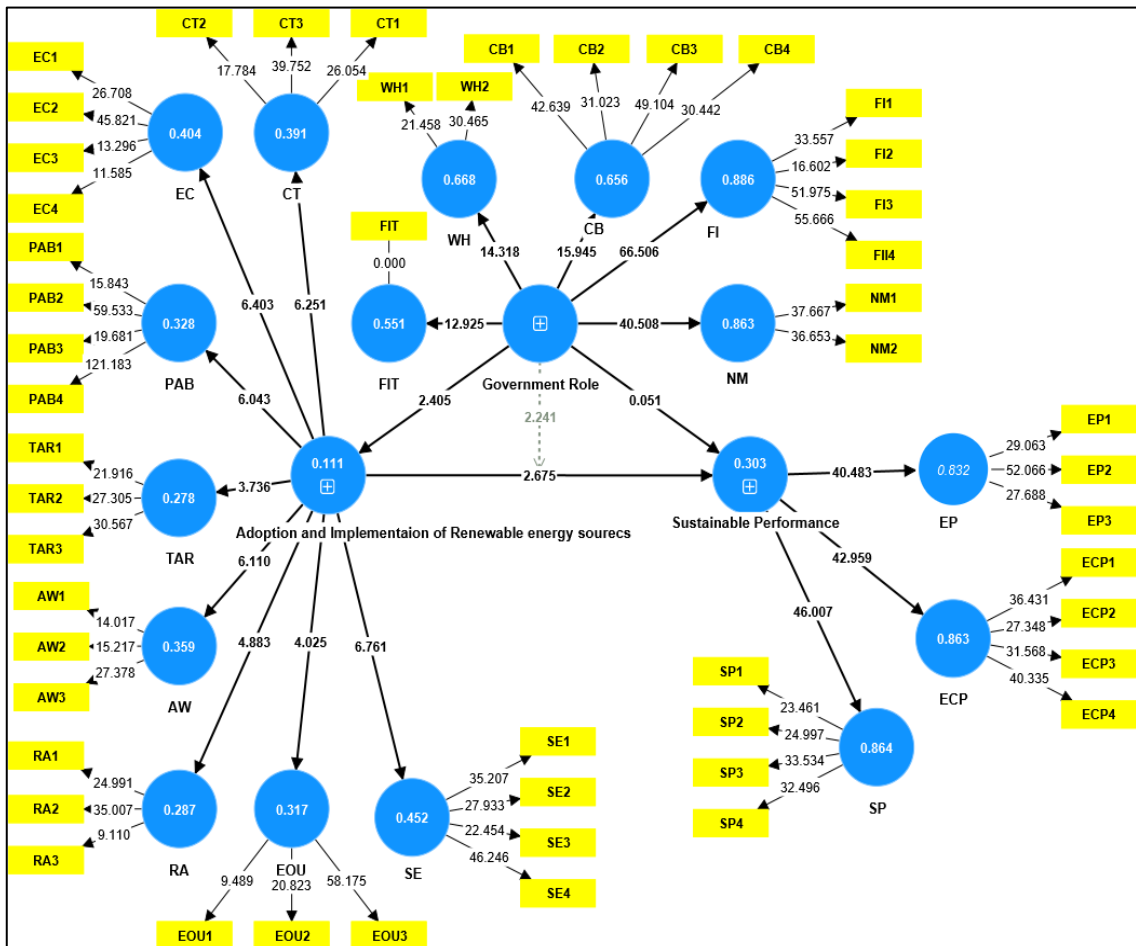 CT2
CT3
CT1
17.784
39.752
26.054
0.391
CT
EC1
EC2
EC3
EC4
26.708
45.821
13.296
11.585
0.404
EC
WH1
WH2
21.458
30.465
0.668
WH
CB1
CB2
CB3
CB4
42.639
31.023
49.104
30.442
0.656
CB
FI1
FI2
FI3
FII4
33.557
16.602
51.975
55.666
0.886
FI
FIT
0.000
0.551
FIT
14.318
15.945
66.506
12.925
40.508
Government Role
NM1
NM2
37.667
36.653
0.863
NM
PAB1
PAB2
PAB3
PAB4
15.843
59.533
19.681
121.183
0.328
PAB
6.403
6.251
6.043
2.405
2.241
0.051
TAR1
TAR2
TAR3
21.916
27.305
30.567
0.278
TAR
3.736
0.111
2.675
0.303
Adoption and Implementaion of Renewable energy sourecs
Sustainable Performance
40.483
42.959
46.007
EP1
EP2
EP3
29.063
52.066
27.688
0.832
EP
AW1
AW2
AW3
14.017
15.217
27.378
0.359
AW
6.110
4.883
4.025
6.761
ECP1
ECP2
ECP3
ECP4
36.431
27.348
31.568
40.335
0.863
ECP
SP1
SP2
SP3
SP4
23.461
24.997
33.534
32.496
0.864
SP
RA1
RA2
RA3
24.991
35.007
9.110
0.287
RA
0.317
EOU
9.489
20.823
58.175
EOU1
EOU2
EOU3
0.452
SE
35.207
27.933
22.454
46.246
SE1
SE2
SE3
SE4